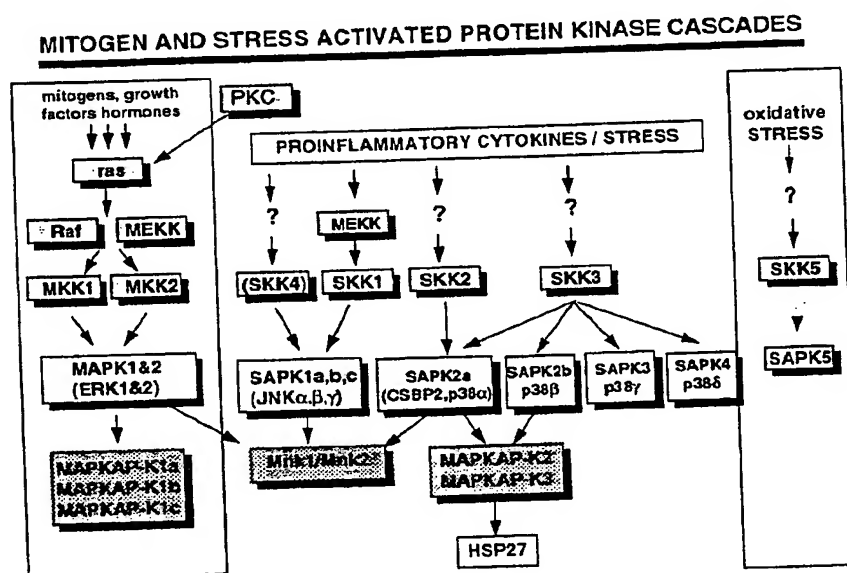 MITOGEN AND STRESS ACTIVATED PROTEIN KINASE CASCADES
mitogens, growth
factors hormones
PKC
ras
Raf
MEKK
MKK1
MKK2
MAPK1&2
(ERK1&2)
MAPKAP-K1a
MAPKAP-K1b
MAPKAP-K1c
PROINFLAMMATORY CYTOKINES / STRESS
?
MEKK
?
?
(SKK4)
SKK1
SKK2
SKK3
SAPK1a,b,c
(JNKα,β,γ)
SAPK2a
(CSBP2,p38α)
SAPK2b
p38β
SAPK3
p38γ
SAPK4
p38δ
Mnk1/Mnk2
MAPKAP-K2
MAPKAP-K3
HSP27
oxidative
STRESS
?
SKK5
SAPK5